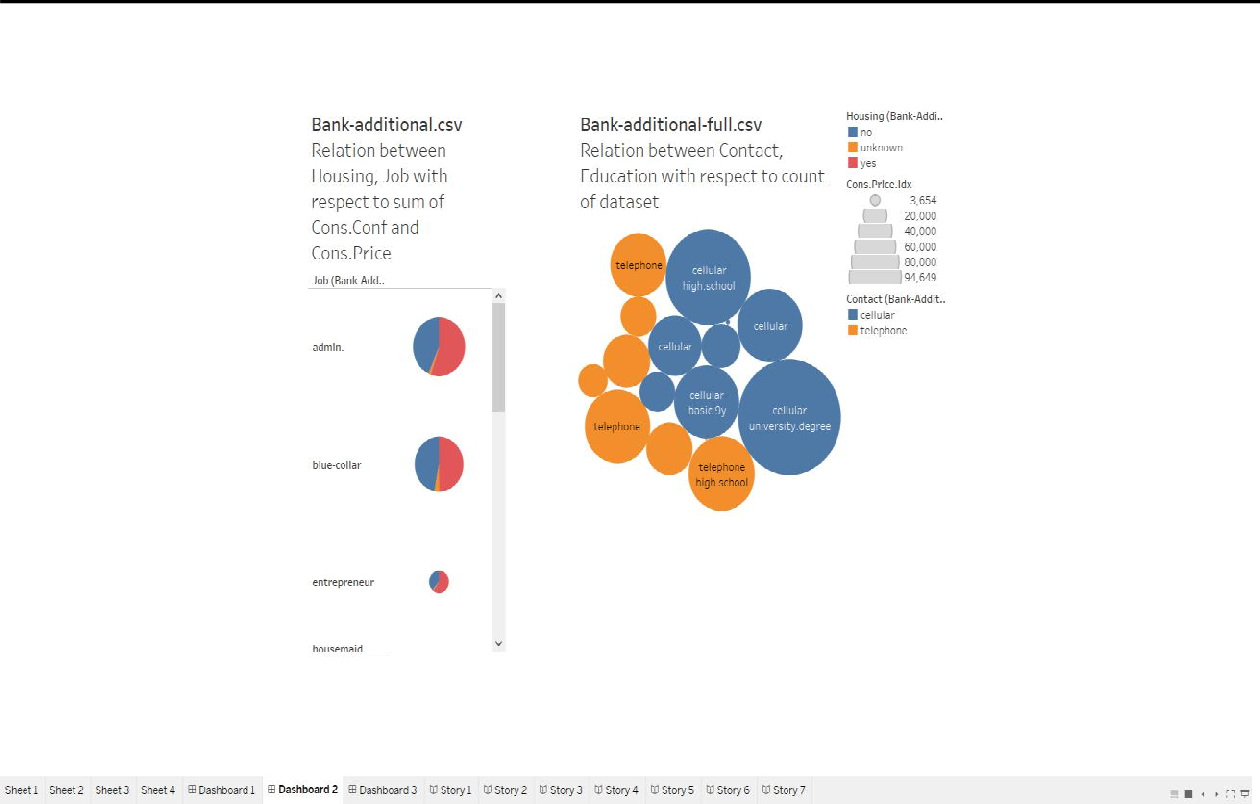 Bank-additional.csv
Relation between
Housing, Job with
respect to sum of
Cons.Conf and
Cons.Price
Job (Bank Add..
admin.
blue-collar
entrepreneur
housemaid
Bank-additional-full.csv
Relation between Contact,
Education with respect to count
of dataset
telephone
cellular
high.school
cellular
cellular
cellular
basic.9y
cellular
university.degree
telephone
telephone
high.school
Housing (Bank-Addi..
no
unknown
yes
Cons.Price.Idx
3,654
20,000
40,000
60,000
80,000
94,649
Contact (Bank-Addit..
cellular
telephone
Sheet 1 Sheet 2 Sheet 3 Sheet 4 Dashboard 1 Dashboard 2 Dashboard 3 Story 1 Story 2 Story 3 Story 4 Story 5 Story 6 Story 7